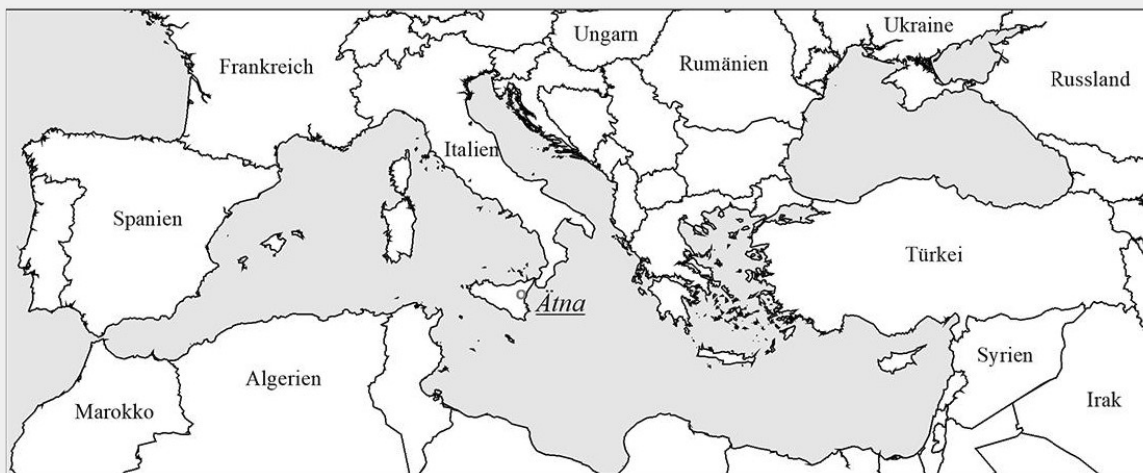 Ukraine
Ungarn
Frankreich
Rumänien
Russland
Italien
Spanien
Türkei
Ätna
Syrien
Algerien
Irak
Marokko